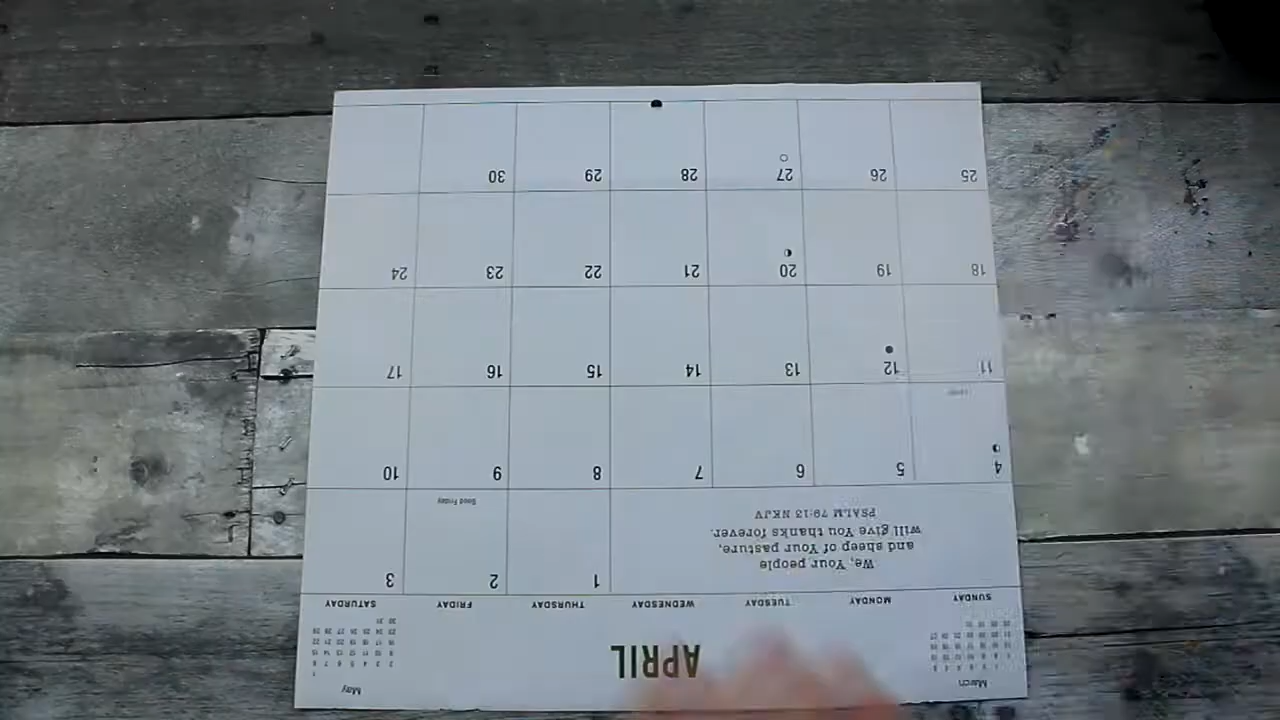 March
APRIL
May
SUNDAY MONDAY TUESDAY WEDNESDAY THURSDAY FRIDAY SATURDAY
We, Your people
and sheep of Your pasture,
will give You thanks forever.
PSALM 79:13 NKJV
1 2 3
Good Friday
4 5 6 7 8 9 10
11 12 13 14 15 16 17
18 19 20 21 22 23 24
25 26 27 28 29 30